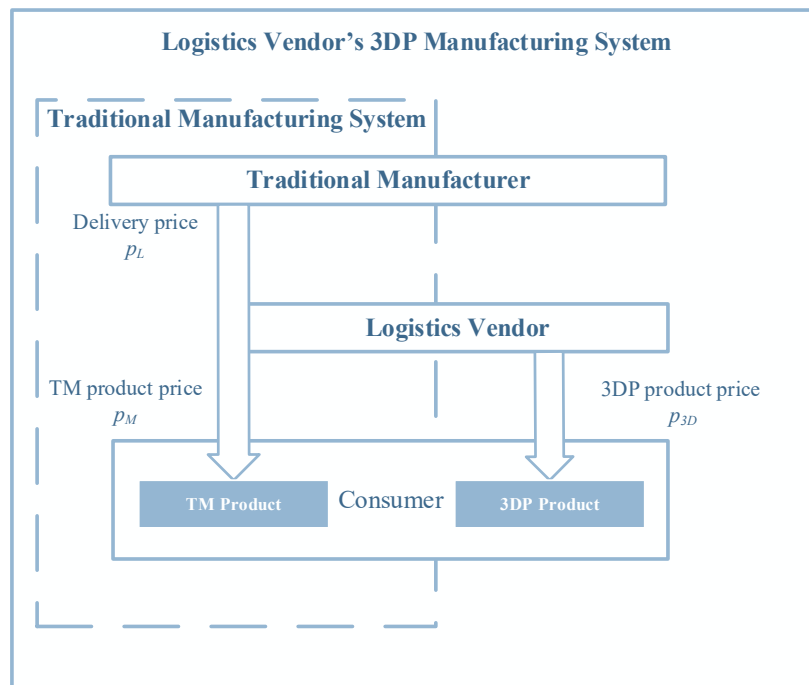 Logistics Vendor’s 3DP Manufacturing System
Traditional Manufacturing System
Traditional Manufacturer
Delivery price
pL
Logistics Vendor
TM product price
pM
3DP product price
p3D
TM Product
Consumer
3DP Product